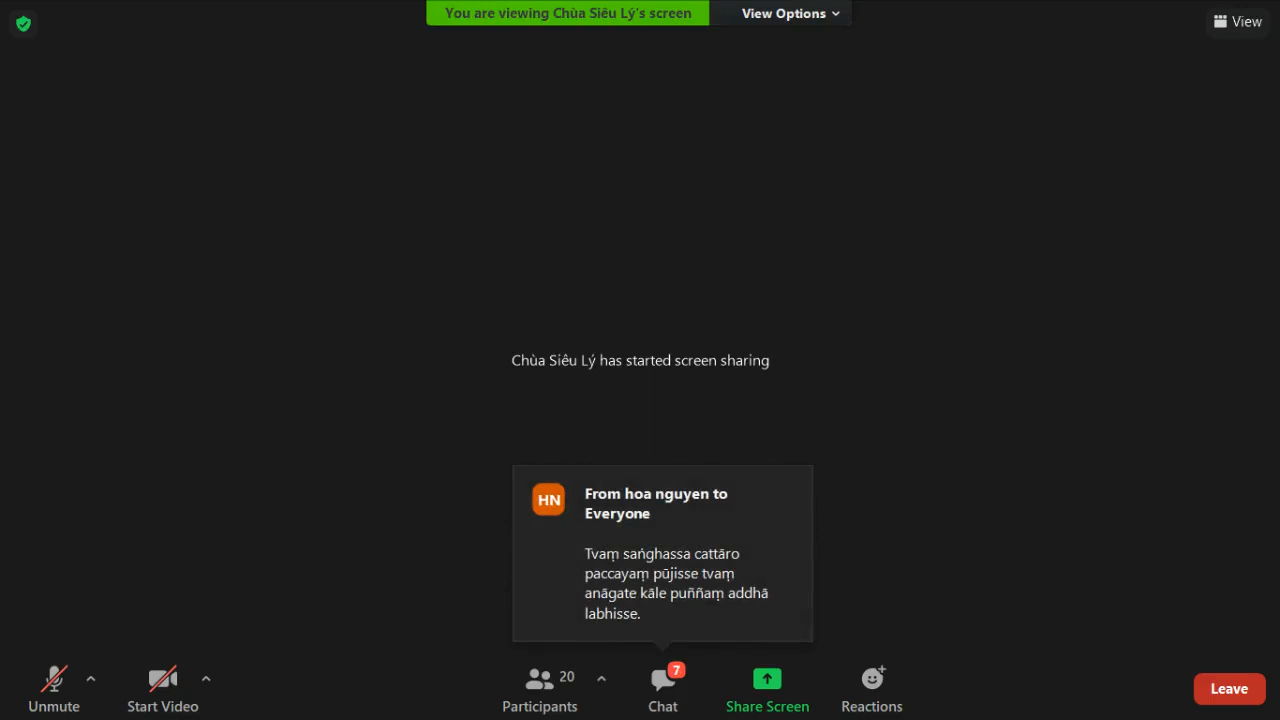 You are viewing Chùa Siêu Lý's screen
View Options
View
Chùa Siêu Lý has started screen sharing
HN
From hoa nguyen to
Everyone
Tvaṃ saṅghassa cattāro
paccayaṃ pūjisse tvaṃ
anāgate kāle puññaṃ addhā
labhisse.
Unmute
Start Video
20
Participants
7
Chat
Share Screen
Reactions
Leave